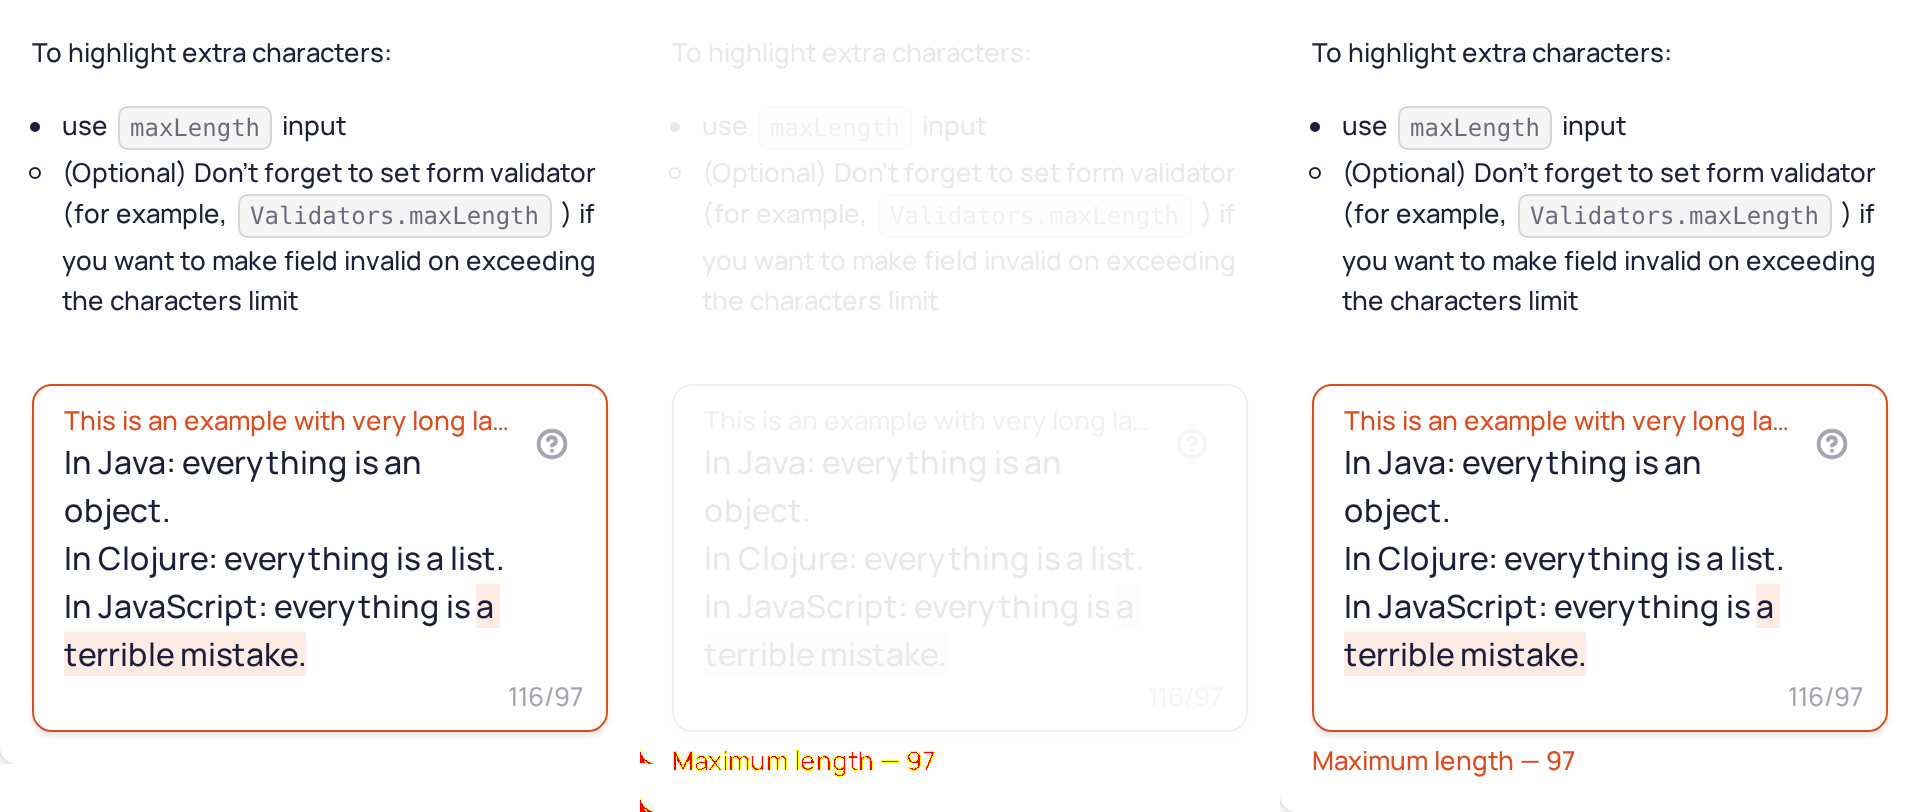 To highlight extra characters:
use maxLength input
(Optional) Don't forget to set form validator
(for example, Validators.maxLength ) if
you want to make field invalid on exceeding
the characters limit
This is an example with very long la...
In Java: everything is an
object.
In Clojure: everything is a list.
In JavaScript: everything is a
terrible mistake.
116/97
To highlight extra characters:
use maxLength input
(Optional) Don't forget to set form validator
(for example, Validators.maxLength ) if
you want to make field invalid on exceeding
the characters limit
This is an example with very long la...
In Java: everything is an
object.
In Clojure: everything is a list.
In JavaScript: everything is a
terrible mistake.
116/97
Maximum length — 97
To highlight extra characters:
use maxLength input
(Optional) Don't forget to set form validator
(for example, Validators.maxLength ) if
you want to make field invalid on exceeding
the characters limit
This is an example with very long la...
In Java: everything is an
object.
In Clojure: everything is a list.
In JavaScript: everything is a
terrible mistake.
116/97
Maximum length — 97